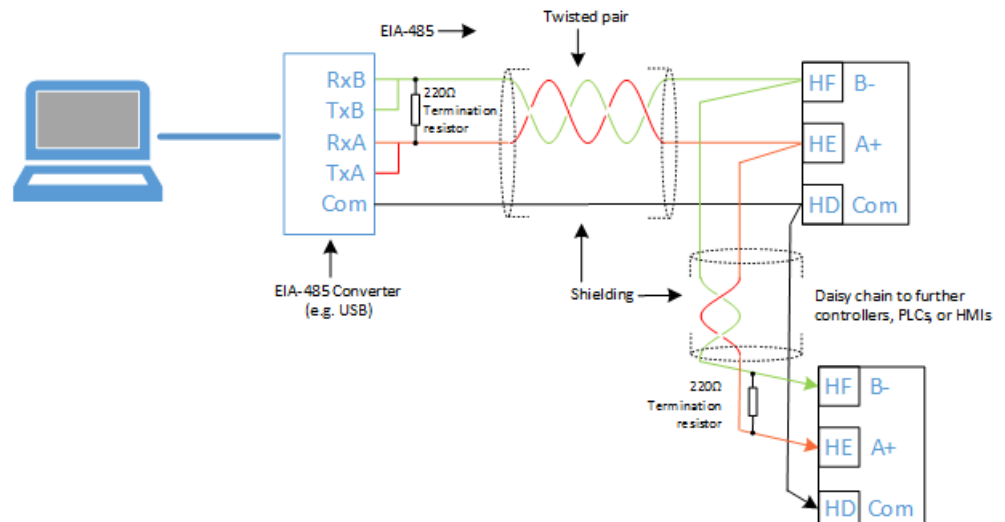 EIA-485
Twisted pair
RxB
TxB
RxA
TxA
Com
220Ω
Termination
resistor
HF B-
HE A+
HD Com
EIA-485 Converter
(e.g. USB)
Shielding
Daisy chain to further
controllers, PLCs, or HMIs
220Ω
Termination
resistor
HF B-
HE A+
HD Com